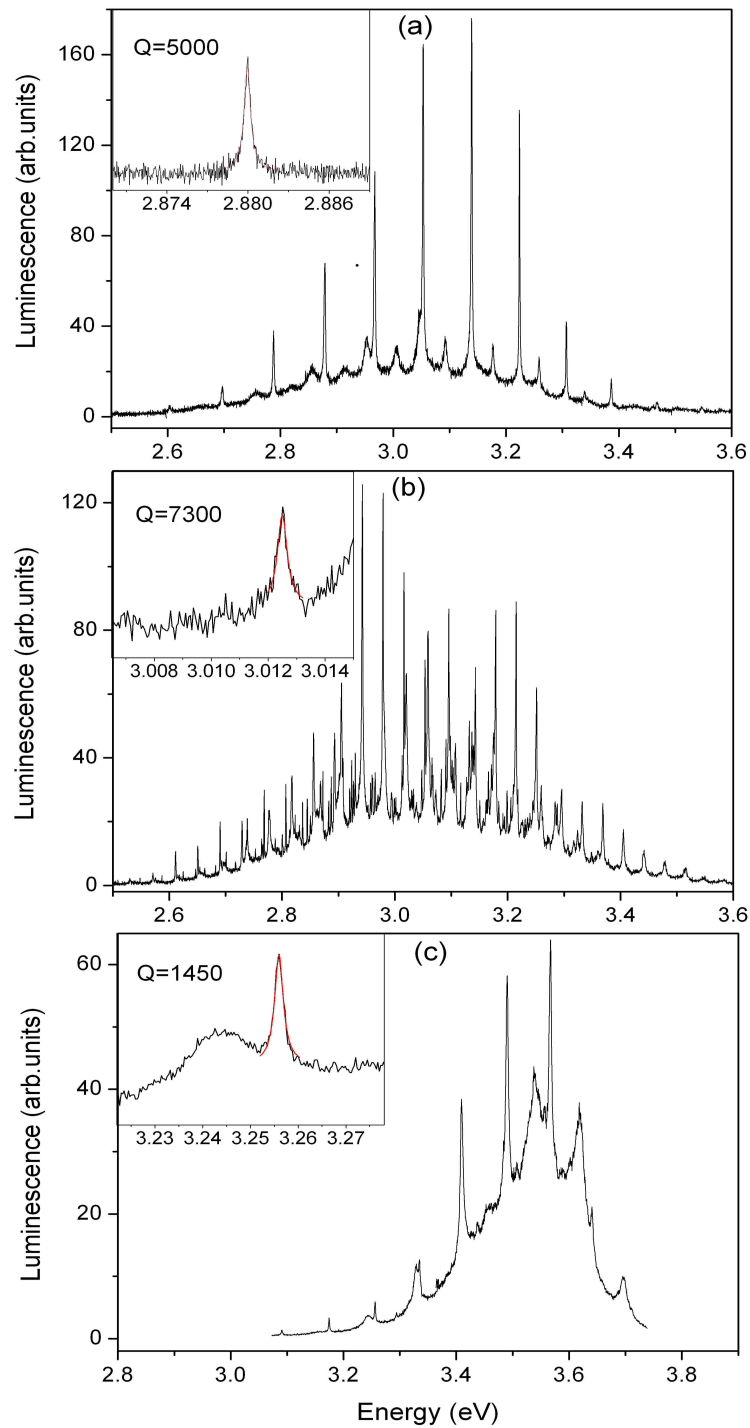 (a)
Q=5000
2.874 2.880 2.886
Luminescence (arb.units)
160
120
80
40
0
2.6 2.8 3.0 3.2 3.4 3.6
(b)
Q=7300
3.008 3.010 3.012 3.014
Luminescence (arb.units)
120
80
40
0
2.6 2.8 3.0 3.2 3.4 3.6
(c)
Q=1450
3.23 3.24 3.25 3.26 3.27
Luminescence (arb.units)
60
40
20
0
2.8 3.0 3.2 3.4 3.6 3.8
Energy (eV)